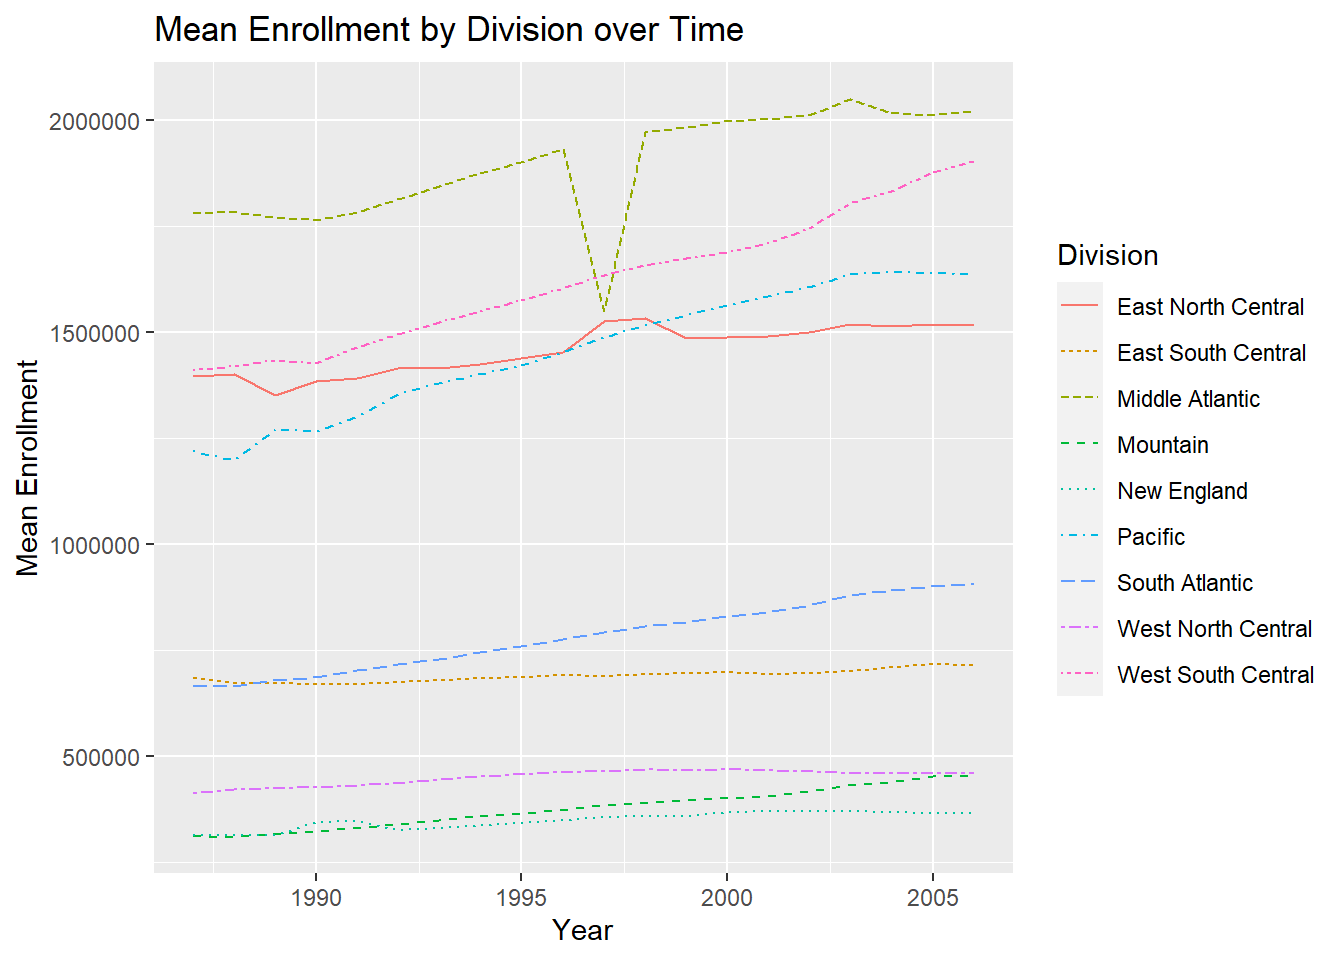 Mean Enrollment by Division over Time
Mean Enrollment
2000000
1500000
1000000
500000
1990
1995
2000
2005
Year
Division
East North Central
East South Central
Middle Atlantic
Mountain
New England
Pacific
South Atlantic
West North Central
West South Central